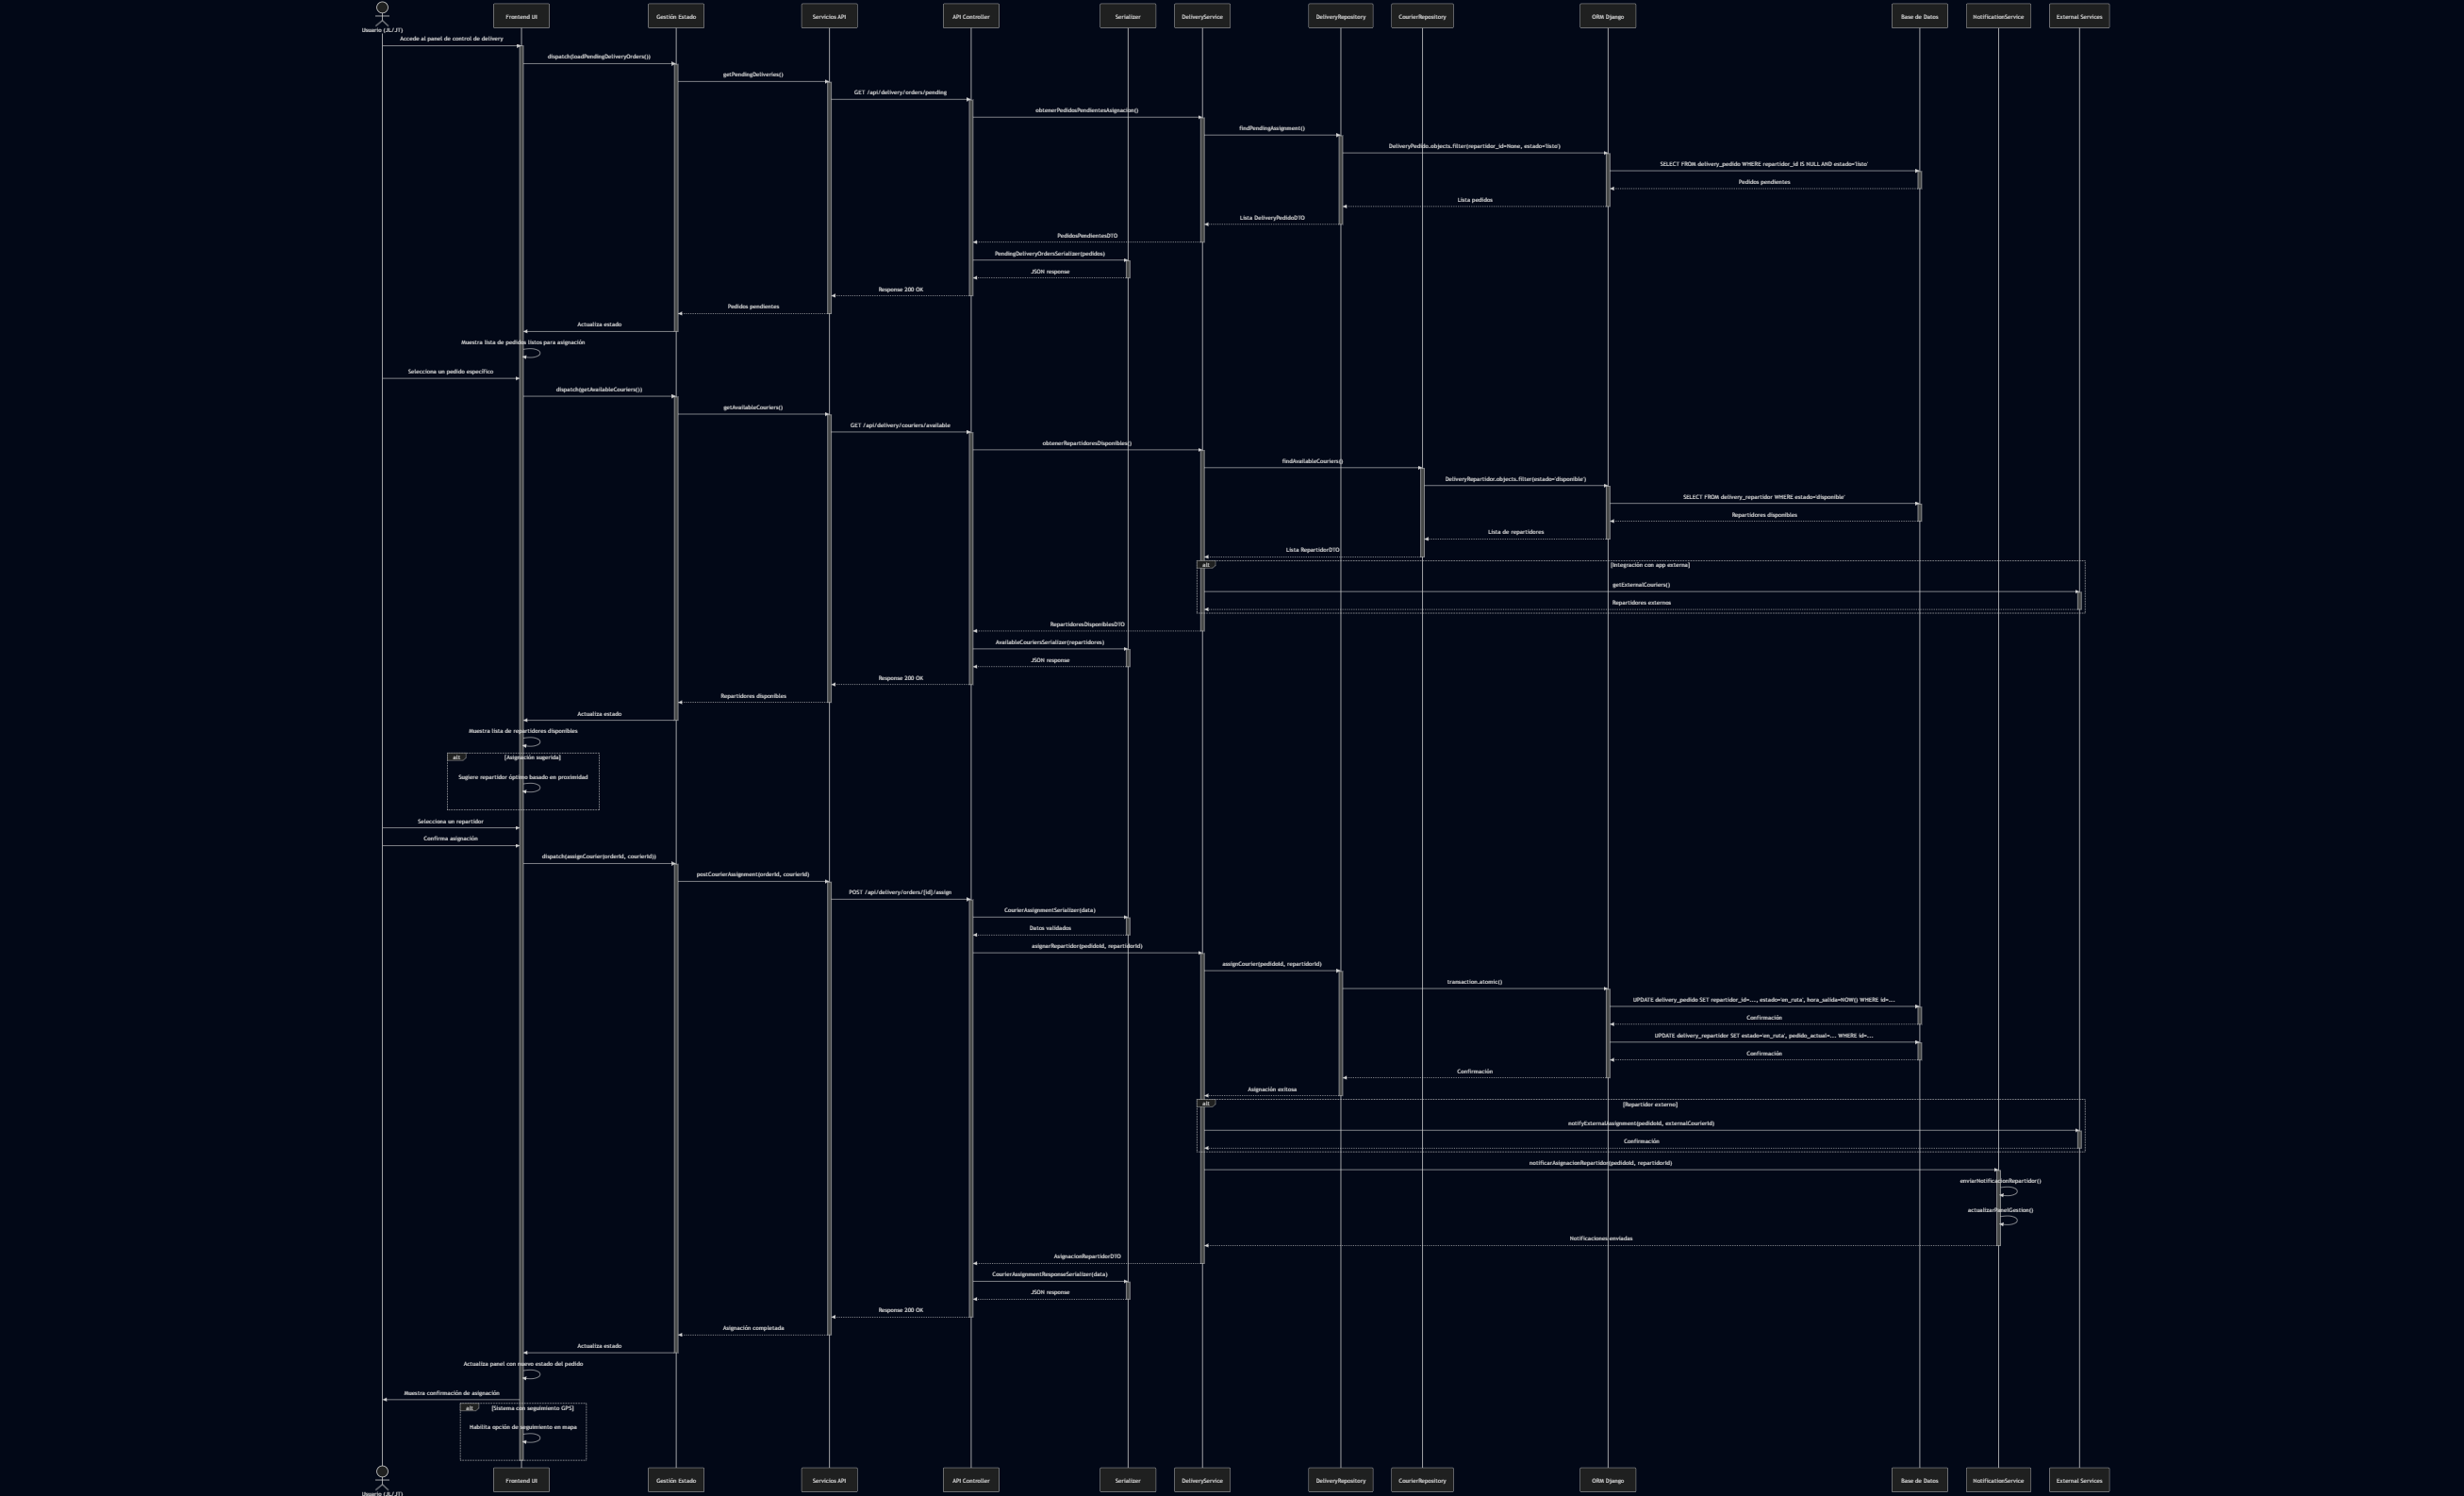 Usuario (JL/JT)
Frontend UI
Gestión Estado
Servicios API
API Controller
Serializer
DeliveryService
DeliveryRepository
CourierRepository
ORM Django
Base de Datos
NotificationService
External Services
Accede al panel de control de delivery
dispatch(loadPendingDeliveryOrders())
getPendingDeliveries()
GET /api/delivery/orders/pending
obtenerPedidosPendientesAsignacion()
findPendingAssignment()
DeliveryPedido.objects.filter(repartidor_id=None, estado='listo')
SELECT FROM delivery_pedido WHERE repartidor_id IS NULL AND estado='listo'
Pedidos pendientes
Lista pedidos
Lista DeliveryPedidoDTO
PedidosPendientesDTO
PendingDeliveryOrdersSerializer(pedidos)
JSON response
Response 200 OK
Pedidos pendientes
Actualiza estado
Muestra lista de pedidos listos para asignación
Selecciona un pedido específico
dispatch(getAvailableCouriers())
getAvailableCouriers()
GET /api/delivery/couriers/available
obtenerRepartidoresDisponibles()
findAvailableCouriers()
DeliveryRepartidor.objects.filter(estado='disponible')
SELECT FROM delivery_repartidor WHERE estado='disponible'
Repartidores disponibles
Lista de repartidores
Lista RepartidorDTO
alt
[Integración con app externa]
getExternalCouriers()
Repartidores externos
RepartidoresDisponiblesDTO
AvailableCouriersSerializer(repartidores)
JSON response
Response 200 OK
Repartidores disponibles
Actualiza estado
Muestra lista de repartidores disponibles
alt
[Asignación sugerida]
Sugiere repartidor óptimo basado en proximidad
Selecciona un repartidor
Confirma asignación
dispatch(assignCourier(orderId, courierId))
postCourierAssignment(orderId, courierId)
POST /api/delivery/orders/[id]/assign
CourierAssignmentSerializer(data)
Datos validados
asignarRepartidor(pedidoId, repartidorId)
assignCourier(pedidoId, repartidorId)
transaction.atomic()
UPDATE delivery_pedido SET repartidor_id=..., estado='en_ruta', hora_salida=NOW() WHERE id=...
Confirmación
UPDATE delivery_repartidor SET estado='en_ruta', pedido_actual=... WHERE id=...
Confirmación
Confirmación
Asignación exitosa
alt
[Repartidor externo]
notifyExternalAssignment(pedidoId, externalCourierId)
Confirmación
notificarAsignacionRepartidor(pedidoId, repartidorId)
enviarNotificacionRepartidor()
actualizarPanelGestion()
Notificaciones enviadas
AsignacionRepartidorDTO
CourierAssignmentResponseSerializer(data)
JSON response
Response 200 OK
Asignación completada
Actualiza estado
Actualiza panel con nuevo estado del pedido
Muestra confirmación de asignación
alt
[Sistema con seguimiento GPS]
Habilita opción de seguimiento en mapa
Usuario (JL/JT)
Frontend UI
Gestión Estado
Servicios API
API Controller
Serializer
DeliveryService
DeliveryRepository
CourierRepository
ORM Django
Base de Datos
NotificationService
External Services